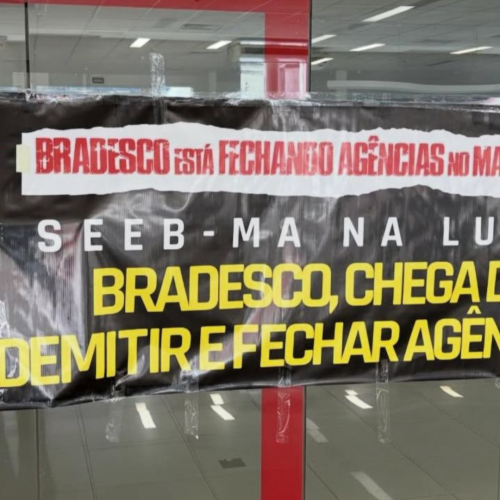 BRADESCO ESTÁ FECHANDO AGÊNCIAS NO MA
SEEB-MA NA LU
BRADESCO, CHEGA D
DEMITIR E FECHAR AGÊN